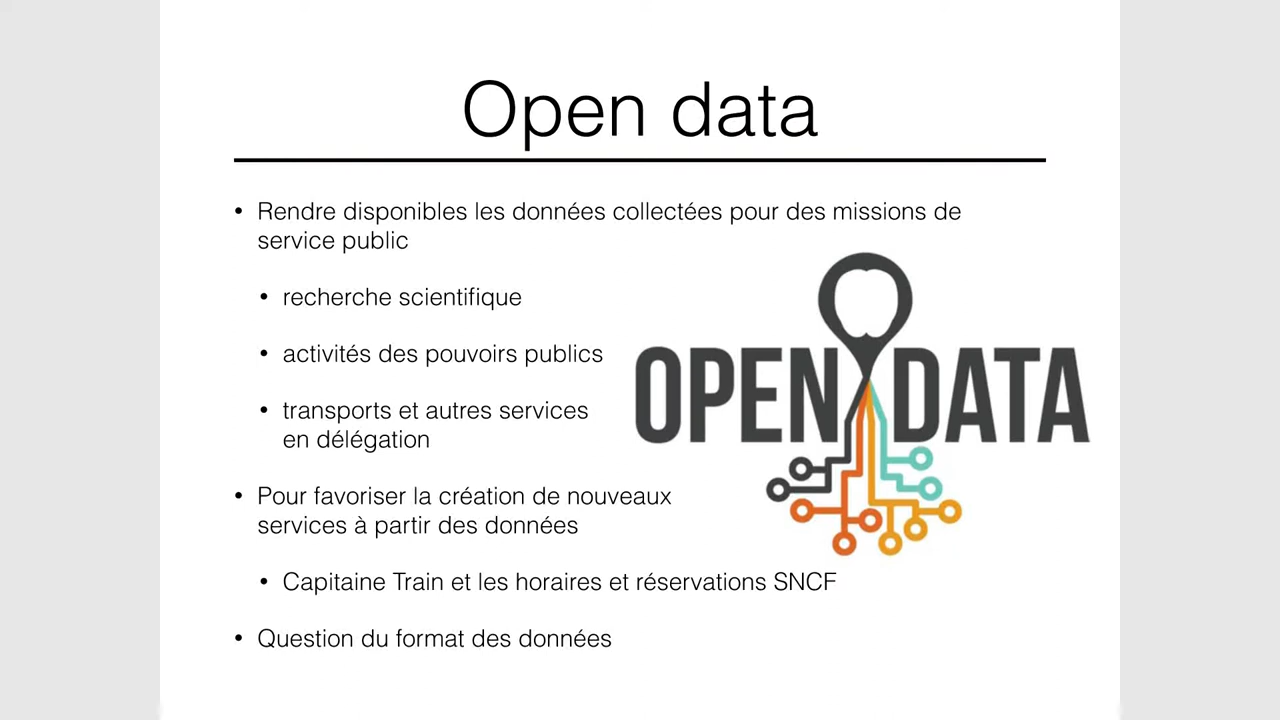 Open data
• Rendre disponibles les données collectées pour des missions de
service public
• recherche scientifique
• activités des pouvoirs publics
• transports et autres services
en délégation
OPEN DATA
• Pour favoriser la création de nouveaux
services à partir des données
• Capitaine Train et les horaires et réservations SNCF
• Question du format des données